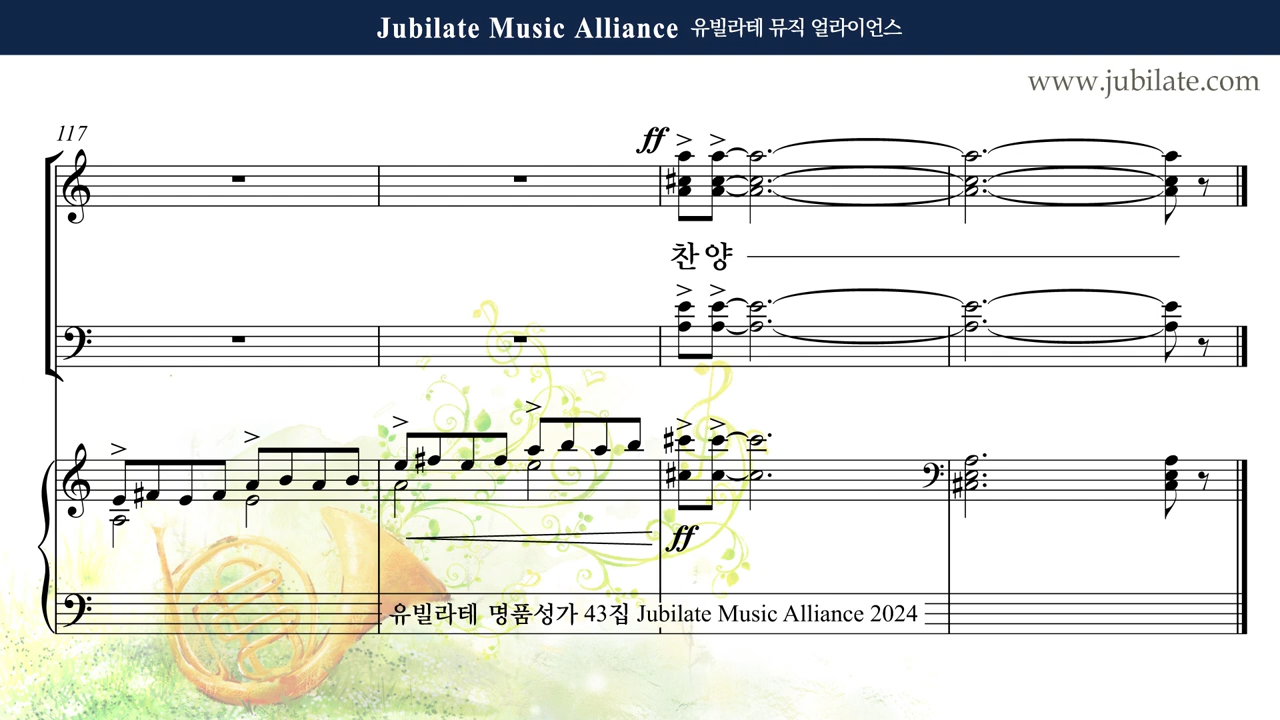 Jubilate Music Alliance 유빌라테 뮤직 얼라이언스
www.jubilate.com
117
ff
찬 양
ff
유빌라테 명품성가 43집 Jubilate Music Alliance 2024